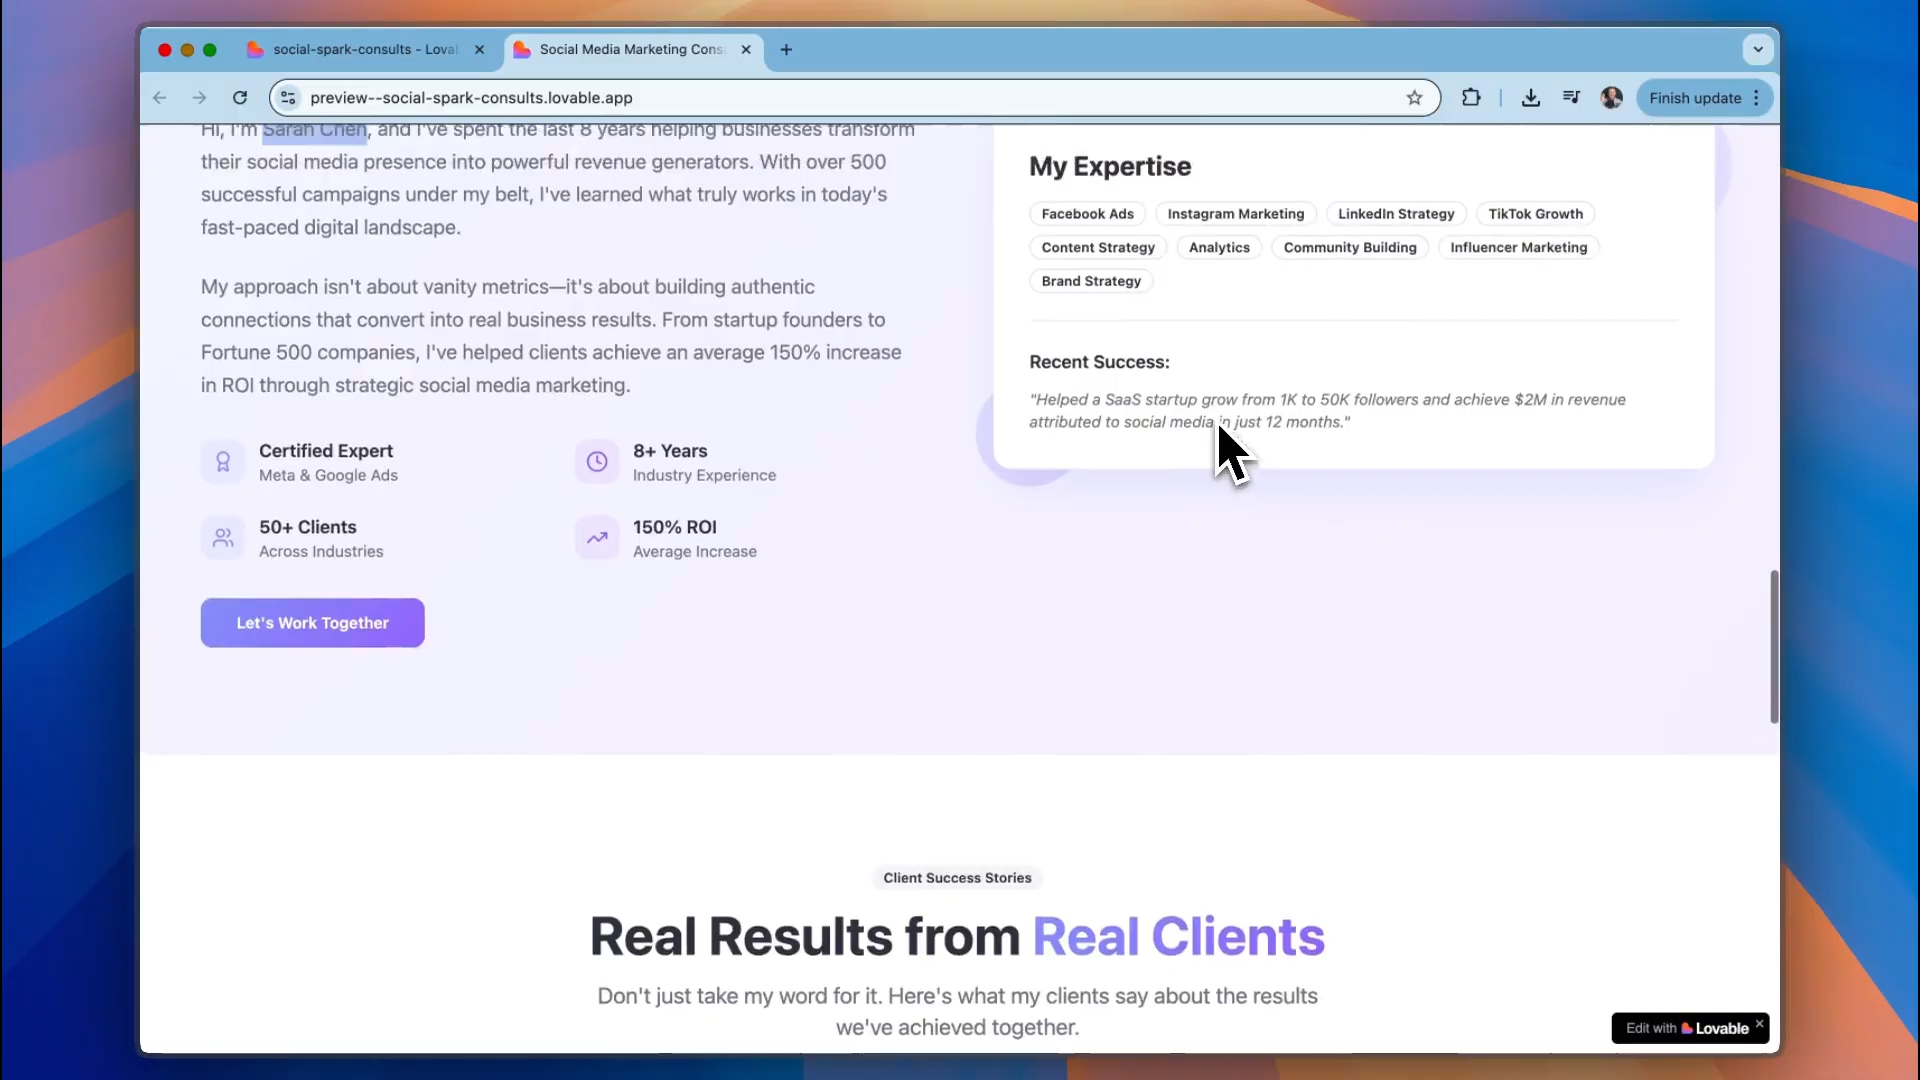 social-spark-consults - Lova
Social Media Marketing Cons
preview--social-spark-consults.lovable.app
Finish update
Hi, I'm Sarah Chen, and I've spent the last 8 years helping businesses transform
their social media presence into powerful revenue generators. With over 500
successful campaigns under my belt, I've learned what truly works in today's
fast-paced digital landscape.
My approach isn't about vanity metrics—it's about building authentic
connections that convert into real business results. From startup founders to
Fortune 500 companies, I've helped clients achieve an average 150% increase
in ROI through strategic social media marketing.
Certified Expert
Meta & Google Ads
8+ Years
Industry Experience
50+ Clients
Across Industries
150% ROI
Average Increase
Let's Work Together
My Expertise
Facebook Ads
Instagram Marketing
LinkedIn Strategy
TikTok Growth
Content Strategy
Analytics
Community Building
Influencer Marketing
Brand Strategy
Recent Success:
"Helped a SaaS startup grow from 1K to 50K followers and achieve $2M in revenue
attributed to social media in just 12 months."
Client Success Stories
Real Results from Real Clients
Don't just take my word for it. Here's what my clients say about the results
we've achieved together.
Edit with Lovable